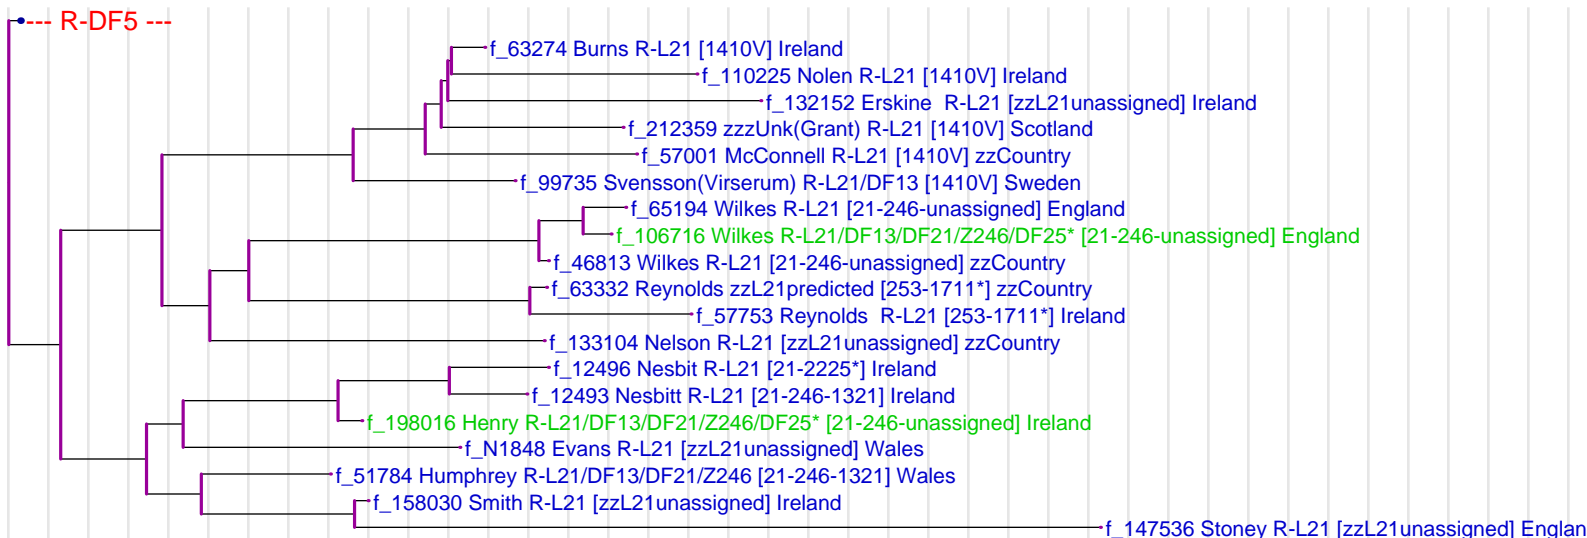 --- R-DF5 ---
f_63274 Burns R-L21 [1410V] Ireland
f_110225 Nolen R-L21 [1410V] Ireland
f_132152 Erskine  R-L21 [zzL21unassigned] Ireland
f_212359 zzzUnk(Grant) R-L21 [1410V] Scotland
f_57001 McConnell R-L21 [1410V] zzCountry
f_99735 Svensson(Virserum) R-L21/DF13 [1410V] Sweden
f_65194 Wilkes R-L21 [21-246-unassigned] England
f_106716 Wilkes R-L21/DF13/DF21/Z246/DF25* [21-246-unassigned] England
f_46813 Wilkes R-L21 [21-246-unassigned] zzCountry
f_63332 Reynolds zzL21predicted [253-1711*] zzCountry
f_57753 Reynolds  R-L21 [253-1711*] Ireland
f_133104 Nelson R-L21 [zzL21unassigned] zzCountry
f_12496 Nesbit R-L21 [21-2225*] Ireland
f_12493 Nesbitt R-L21 [21-246-1321] Ireland
f_198016 Henry R-L21/DF13/DF21/Z246/DF25* [21-246-unassigned] Ireland
f_N1848 Evans R-L21 [zzL21unassigned] Wales
f_51784 Humphrey R-L21/DF13/DF21/Z246 [21-246-1321] Wales
f_158030 Smith R-L21 [zzL21unassigned] Ireland
f_147536 Stoney R-L21 [zzL21unassigned] Englan